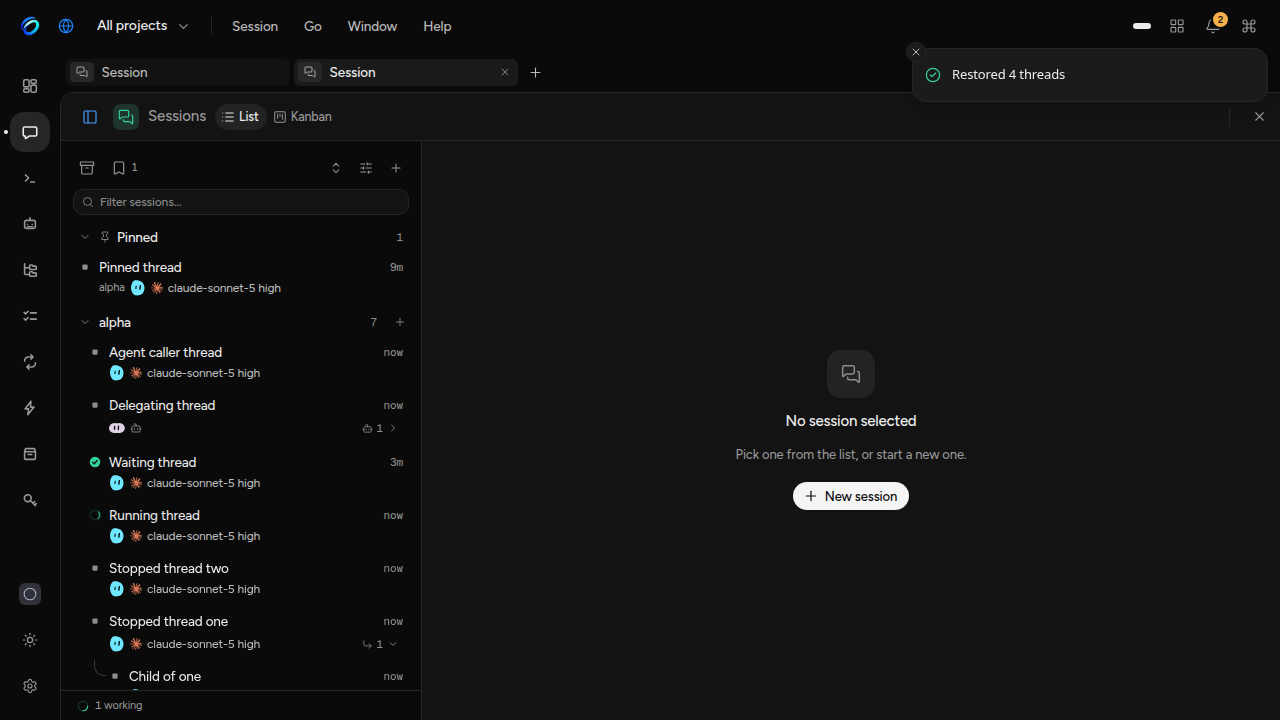 All projects
Session
Go
Window
Help
2
Session
Session
Restored 4 threads
Sessions
List
Kanban
1
Filter sessions...
Pinned
1
Pinned thread
9m
alpha
claude-sonnet-5 high
alpha
7
Agent caller thread
now
claude-sonnet-5 high
Delegating thread
now
1
Waiting thread
3m
claude-sonnet-5 high
Running thread
now
claude-sonnet-5 high
Stopped thread two
now
claude-sonnet-5 high
Stopped thread one
now
claude-sonnet-5 high
1
Child of one
now
1 working
No session selected
Pick one from the list, or start a new one.
New session